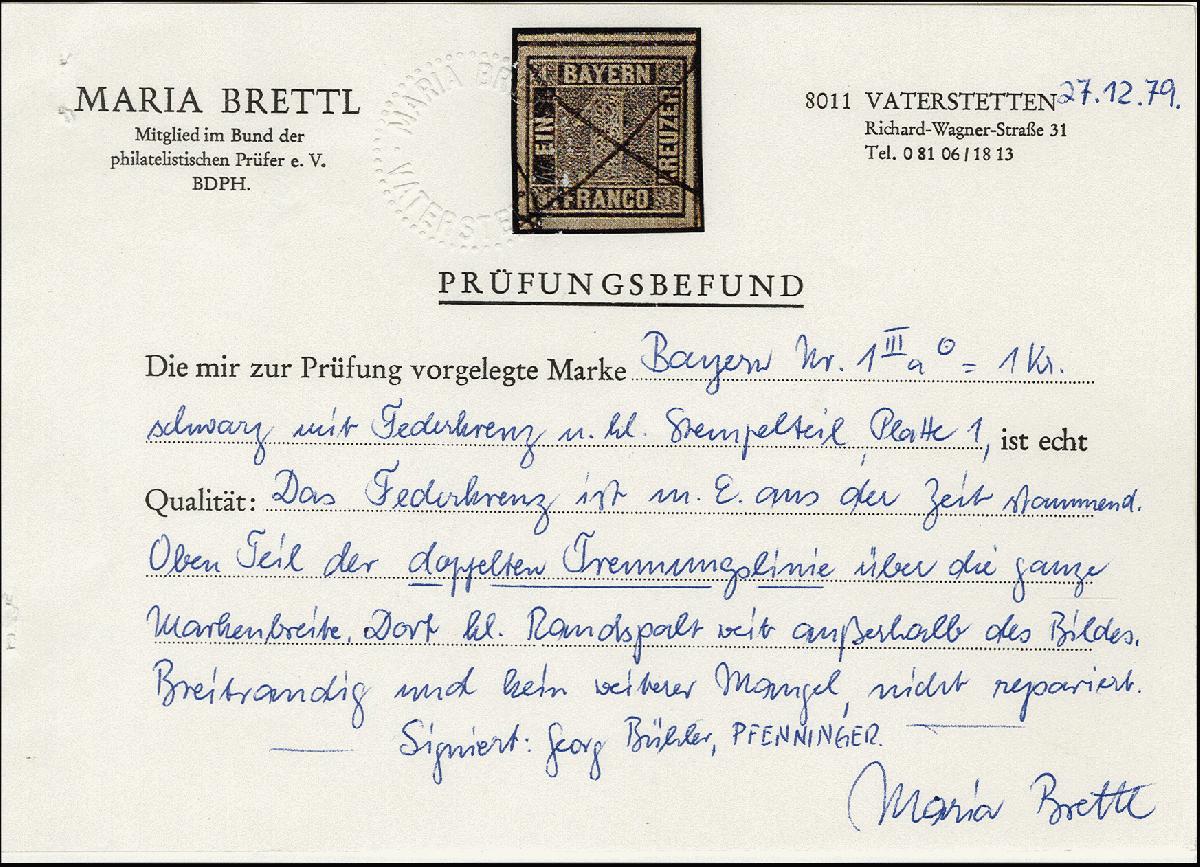 MARIA BRETTL
Mitglied im Bund der
philatelistischen Prüfer e. V.
BDPH.
MARIA BR
VATERSTE
BAYERN
EINS
KREUZER
FRANCO
8011 VATERSTETTEN 27.12.79.
Richard-Wagner-Straße 31
Tel. 0 81 06 / 18 13
PRÜFUNGSBEFUND
Die mir zur Prüfung vorgelegte Marke Bayern Nr. 1 III a ⊙ = 1 Kr.
schwarz mit Federkreuz u. kl. Stempelteil, Platte 1, ist echt
Qualität: Das Federkreuz ist m. E. aus der Zeit stammend.
Oben Teil der doppelten Trennungslinie über die ganze
Markenbreite. Dort kl. Randspalt weit außerhalb des Bildes.
Breitrandig und kein weiterer Mangel, nicht repariert.
Signiert: Georg Bühler, PFENNINGER.
Maria Brettl